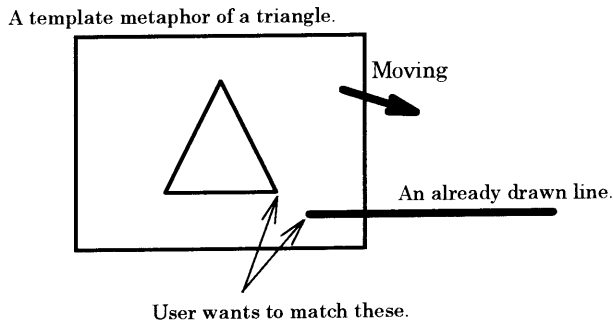 A template metaphor of a triangle.
Moving
An already drawn line.
User wants to match these.